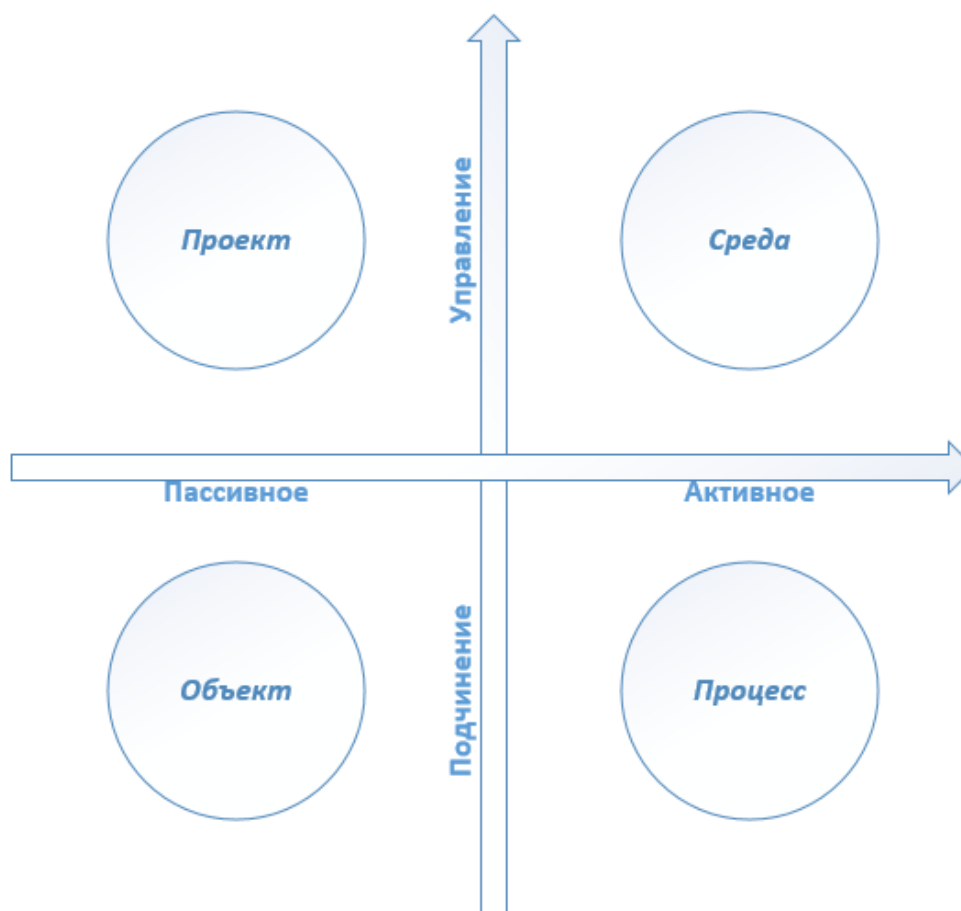 Управление
Проект
Среда
Пассивное
Активное
Подчинение
Объект
Процесс